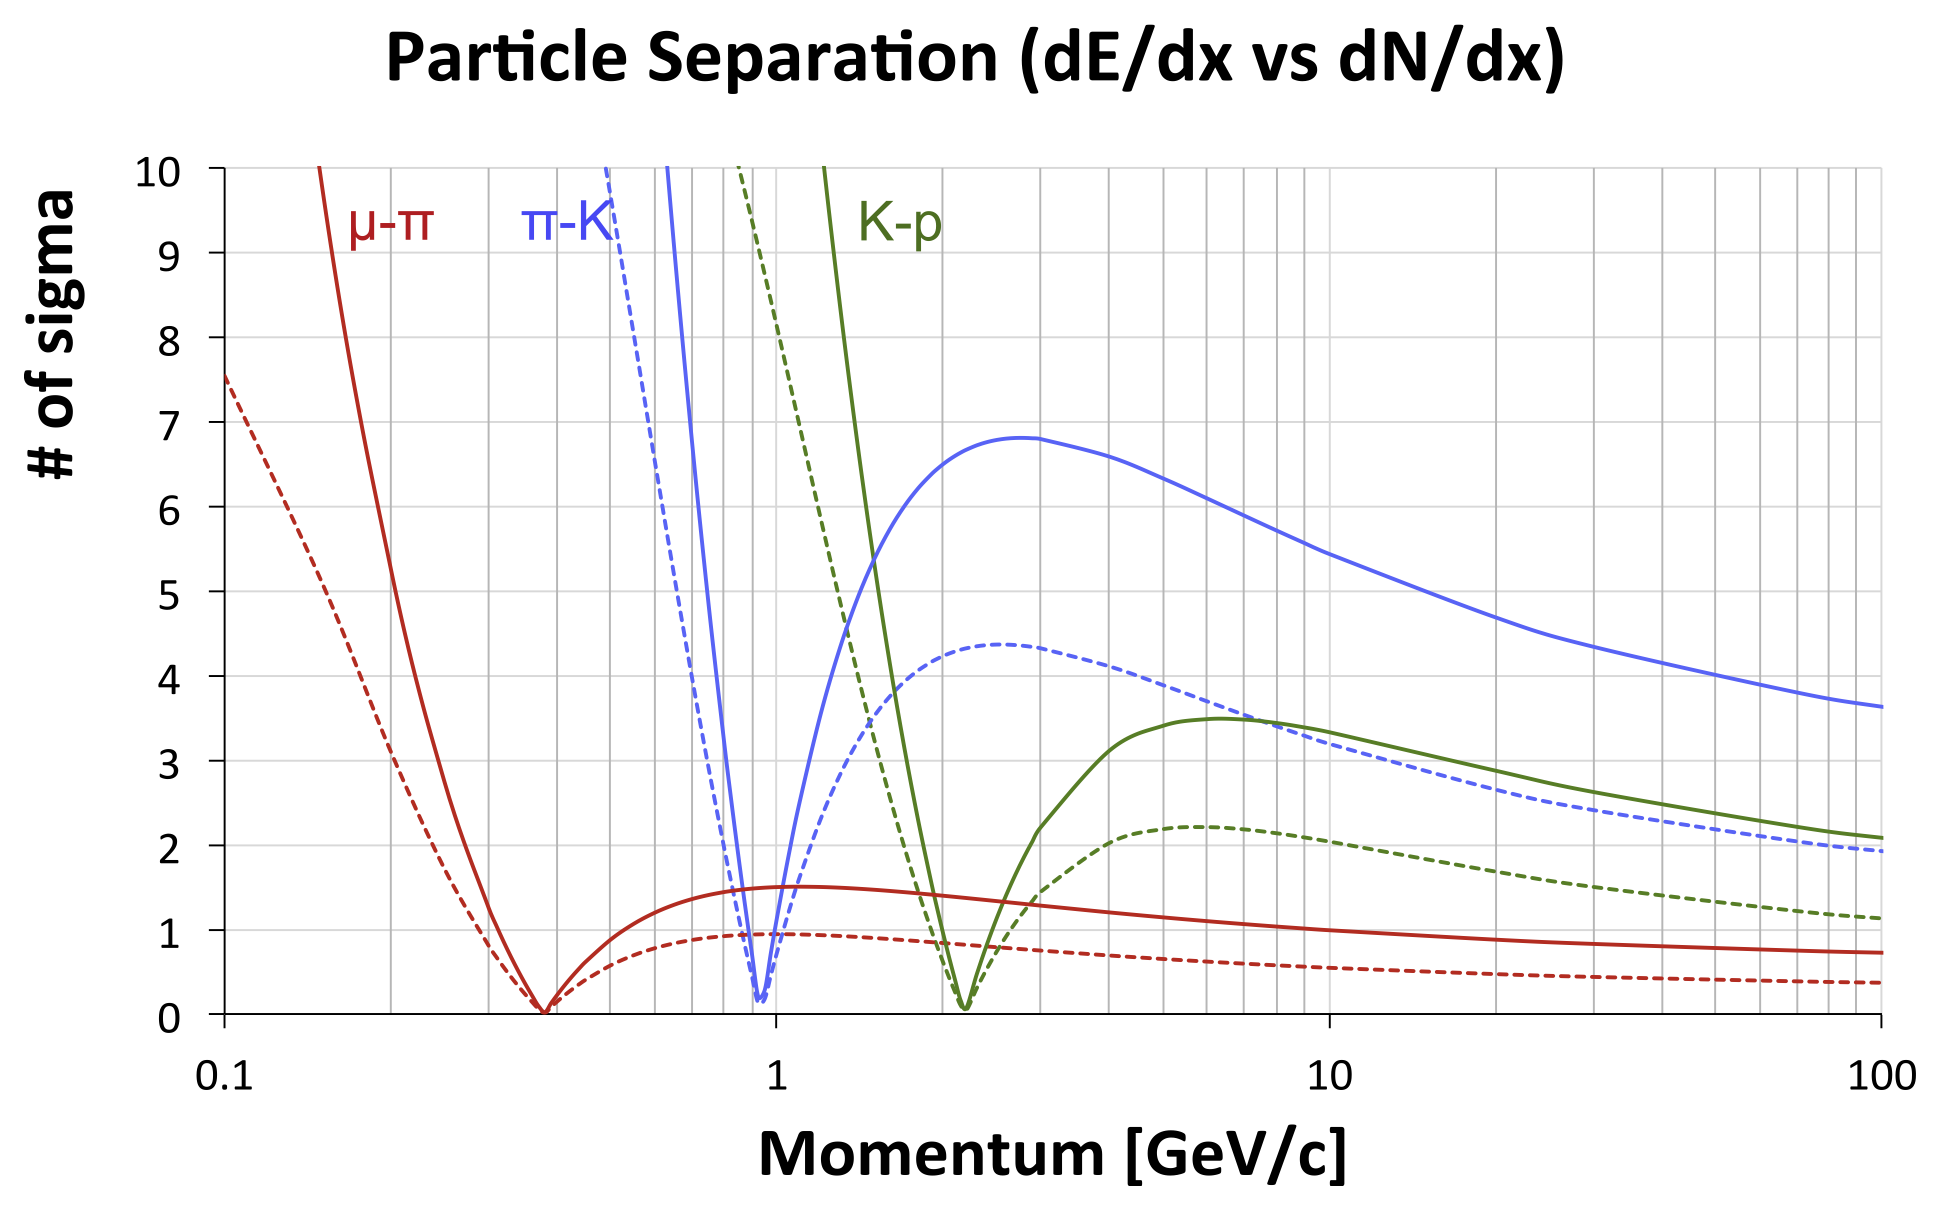 Particle Separation (dE/dx vs dN/dx)
# of sigma
10
9
8
7
6
5
4
3
2
1
0
μ-π
π-K
K-p
0.1
1
10
100
Momentum [GeV/c]